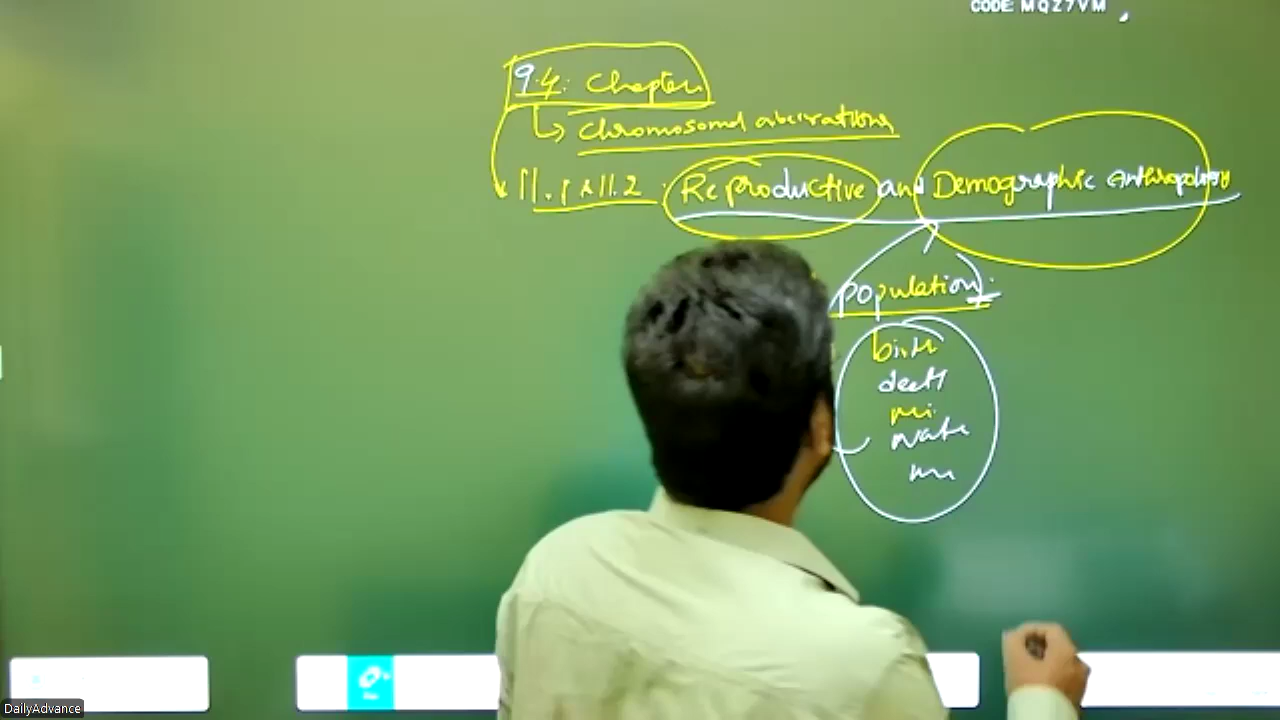 CODE: MQZ7VM
9.4: Chapter
↳ Chromosomal aberrations
11.1 & 11.2 : Reproductive and Demographic Anthropology
population:
birth
death
mi
DailyAdvance